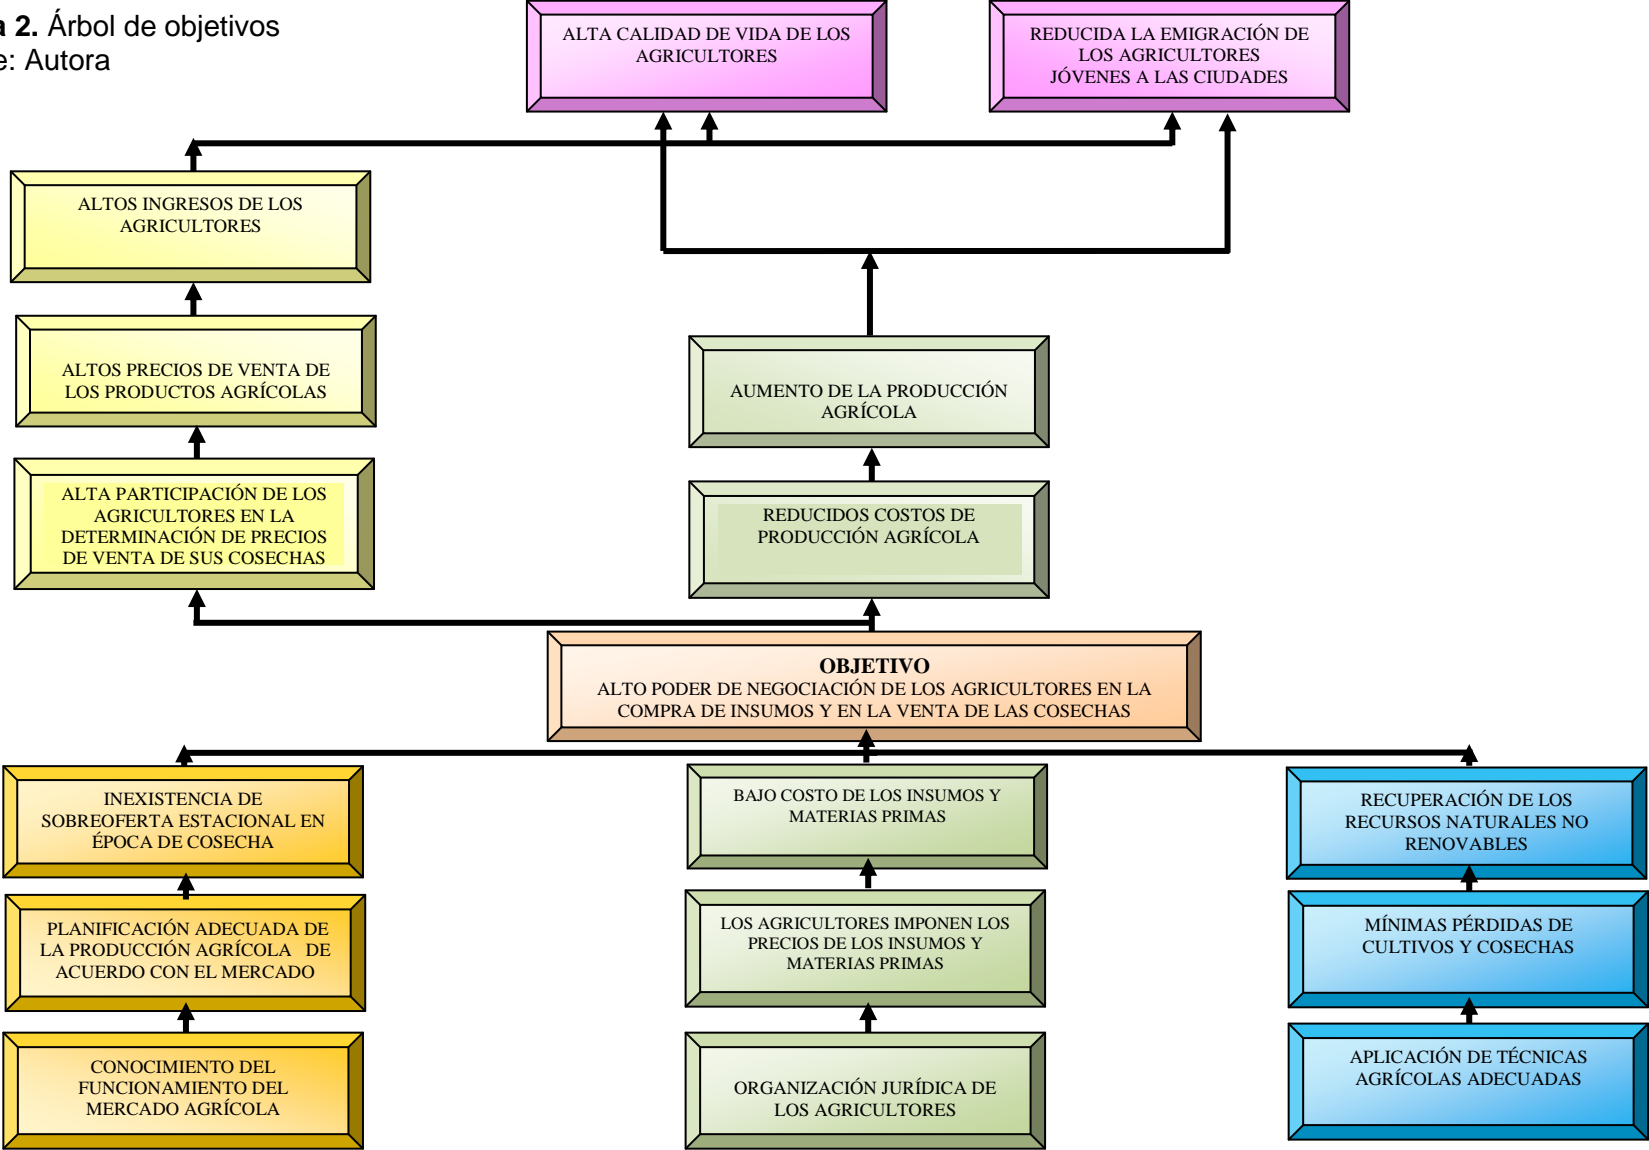 a 2. Árbol de objetivos
e: Autora
ALTA CALIDAD DE VIDA DE LOS
AGRICULTORES
REDUCIDA LA EMIGRACIÓN DE
LOS AGRICULTORES
JÓVENES A LAS CIUDADES
ALTOS INGRESOS DE LOS
AGRICULTORES
ALTOS PRECIOS DE VENTA DE
LOS PRODUCTOS AGRÍCOLAS
AUMENTO DE LA PRODUCCIÓN
AGRÍCOLA
ALTA PARTICIPACIÓN DE LOS
AGRICULTORES EN LA
DETERMINACIÓN DE PRECIOS
DE VENTA DE SUS COSECHAS
REDUCIDOS COSTOS DE
PRODUCCIÓN AGRÍCOLA
OBJETIVO
ALTO PODER DE NEGOCIACIÓN DE LOS AGRICULTORES EN LA
COMPRA DE INSUMOS Y EN LA VENTA DE LAS COSECHAS
INEXISTENCIA DE
SOBREOFERTA ESTACIONAL EN
ÉPOCA DE COSECHA
BAJO COSTO DE LOS INSUMOS Y
MATERIAS PRIMAS
RECUPERACIÓN DE LOS
RECURSOS NATURALES NO
RENOVABLES
PLANIFICACIÓN ADECUADA DE
LA PRODUCCIÓN AGRÍCOLA DE
ACUERDO CON EL MERCADO
LOS AGRICULTORES IMPONEN LOS
PRECIOS DE LOS INSUMOS Y
MATERIAS PRIMAS
MÍNIMAS PÉRDIDAS DE
CULTIVOS Y COSECHAS
CONOCIMIENTO DEL
FUNCIONAMIENTO DEL
MERCADO AGRÍCOLA
ORGANIZACIÓN JURÍDICA DE
LOS AGRICULTORES
APLICACIÓN DE TÉCNICAS
AGRÍCOLAS ADECUADAS